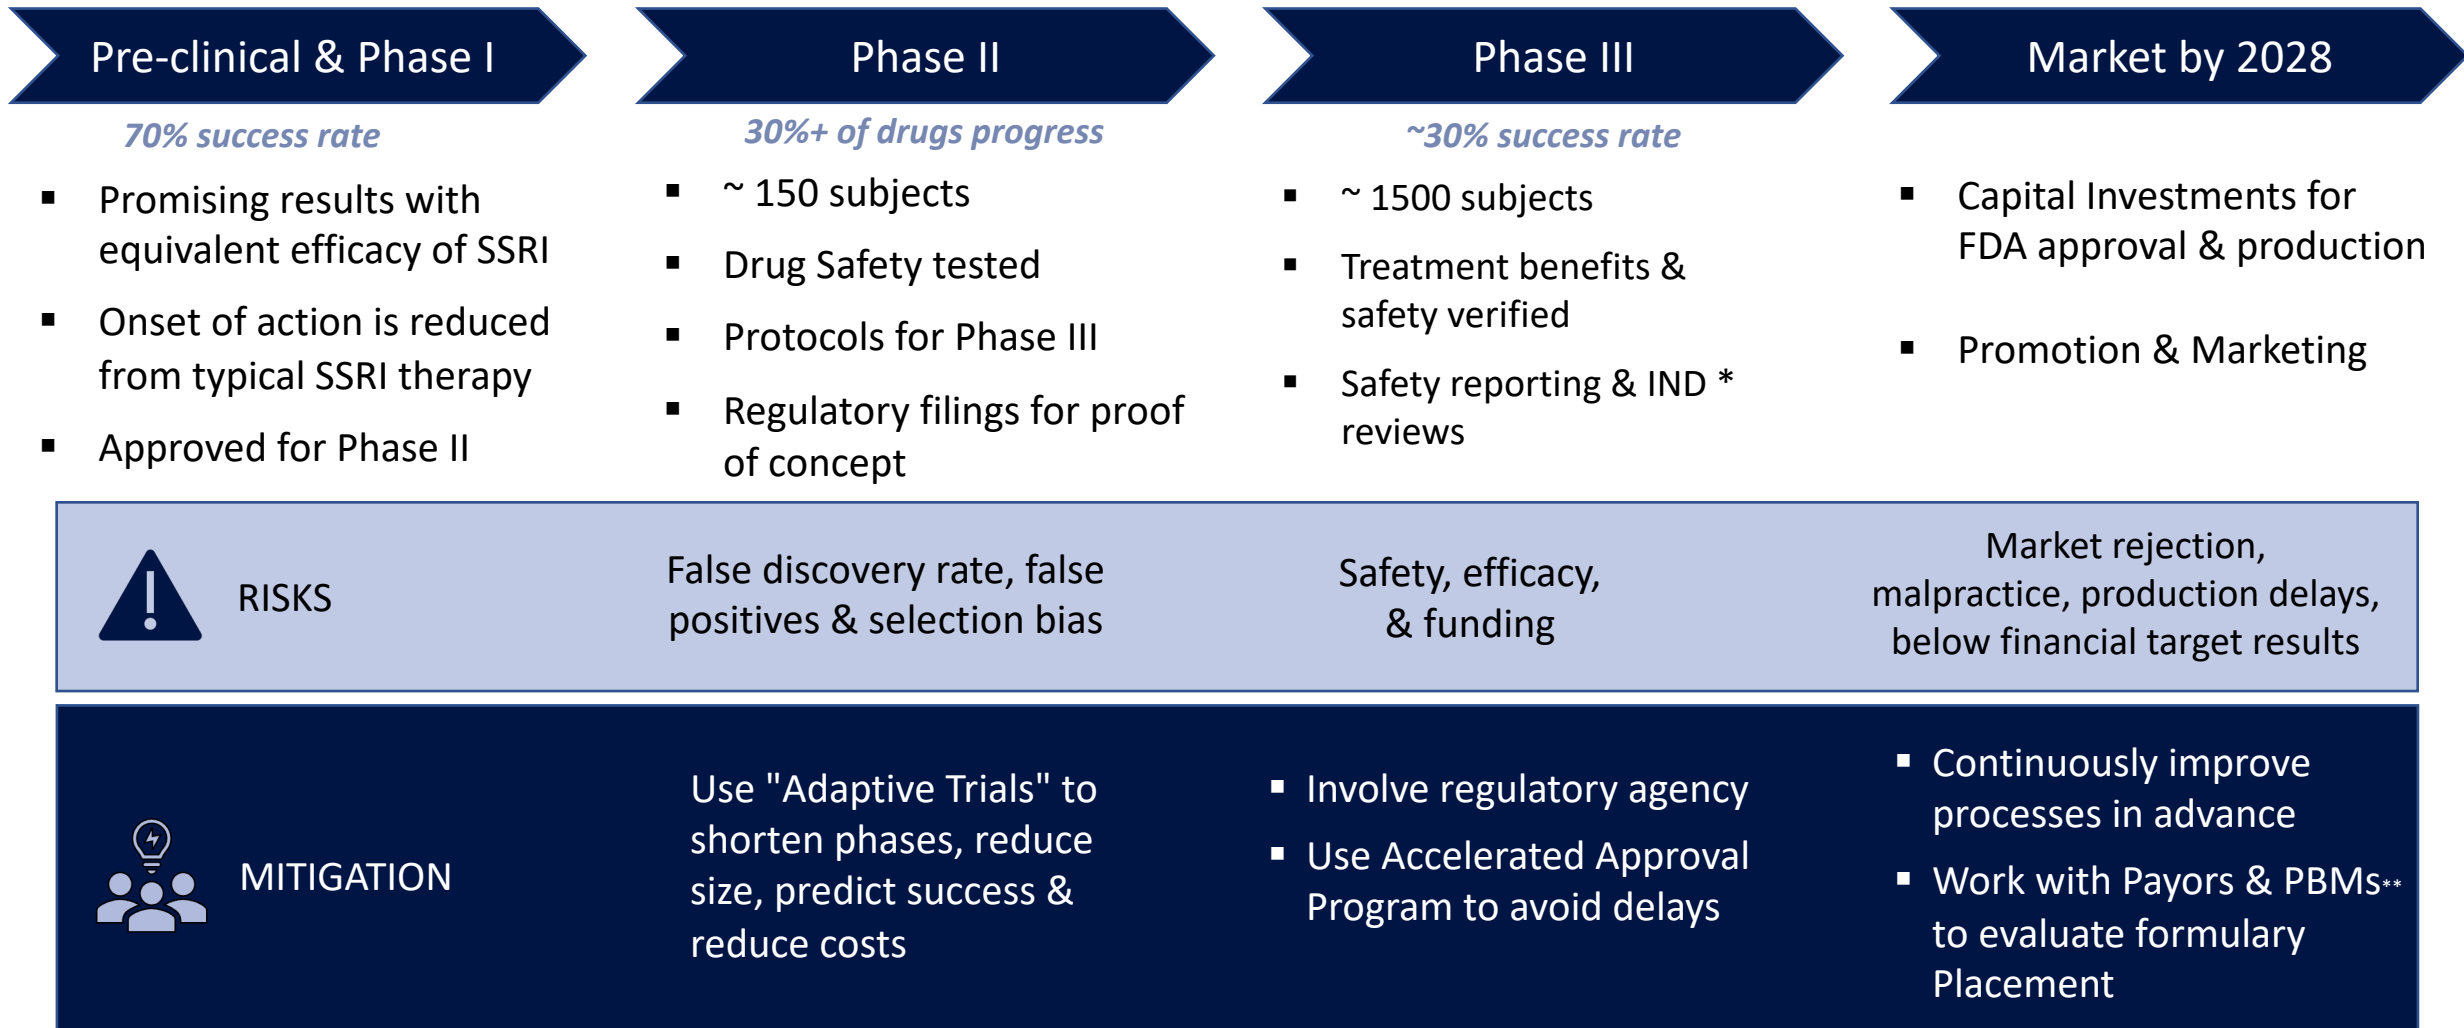 Pre-clinical & Phase I
70% success rate
▪ Promising results with
equivalent efficacy of SSRI
▪ Onset of action is reduced
from typical SSRI therapy
▪ Approved for Phase II
Phase II
30%+ of drugs progress
▪ ~ 150 subjects
▪ Drug Safety tested
▪ Protocols for Phase III
▪ Regulatory filings for proof
of concept
Phase III
~30% success rate
▪ ~ 1500 subjects
▪ Treatment benefits &
safety verified
▪ Safety reporting & IND *
reviews
Market by 2028
▪ Capital Investments for
FDA approval & production
▪ Promotion & Marketing
RISKS
False discovery rate, false
positives & selection bias
Safety, efficacy,
& funding
Market rejection,
malpractice, production delays,
below financial target results
MITIGATION
Use "Adaptive Trials" to
shorten phases, reduce
size, predict success &
reduce costs
▪ Involve regulatory agency
▪ Use Accelerated Approval
Program to avoid delays
▪ Continuously improve
processes in advance
▪ Work with Payors & PBMs**
to evaluate formulary
Placement